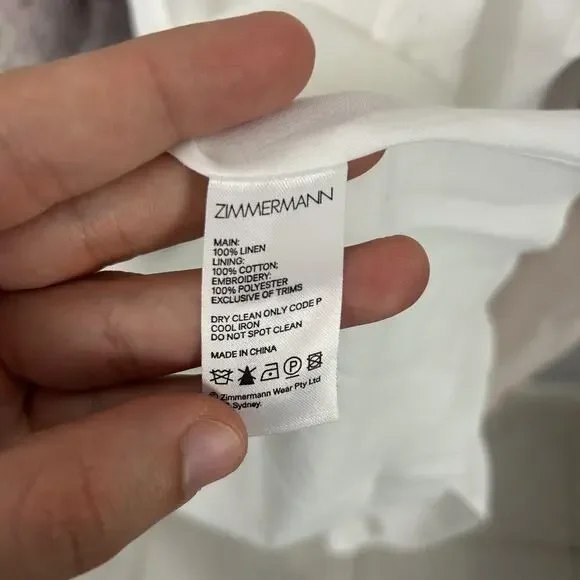 ZIMMERMANN
MAIN:
100% LINEN
LINING:
100% COTTON;
EMBROIDERY:
100% POLYESTER
EXCLUSIVE OF TRIMS
DRY CLEAN ONLY CODE P
COOL IRON
DO NOT SPOT CLEAN
MADE IN CHINA
P
© Zimmermann Wear Pty Ltd
Sydney.